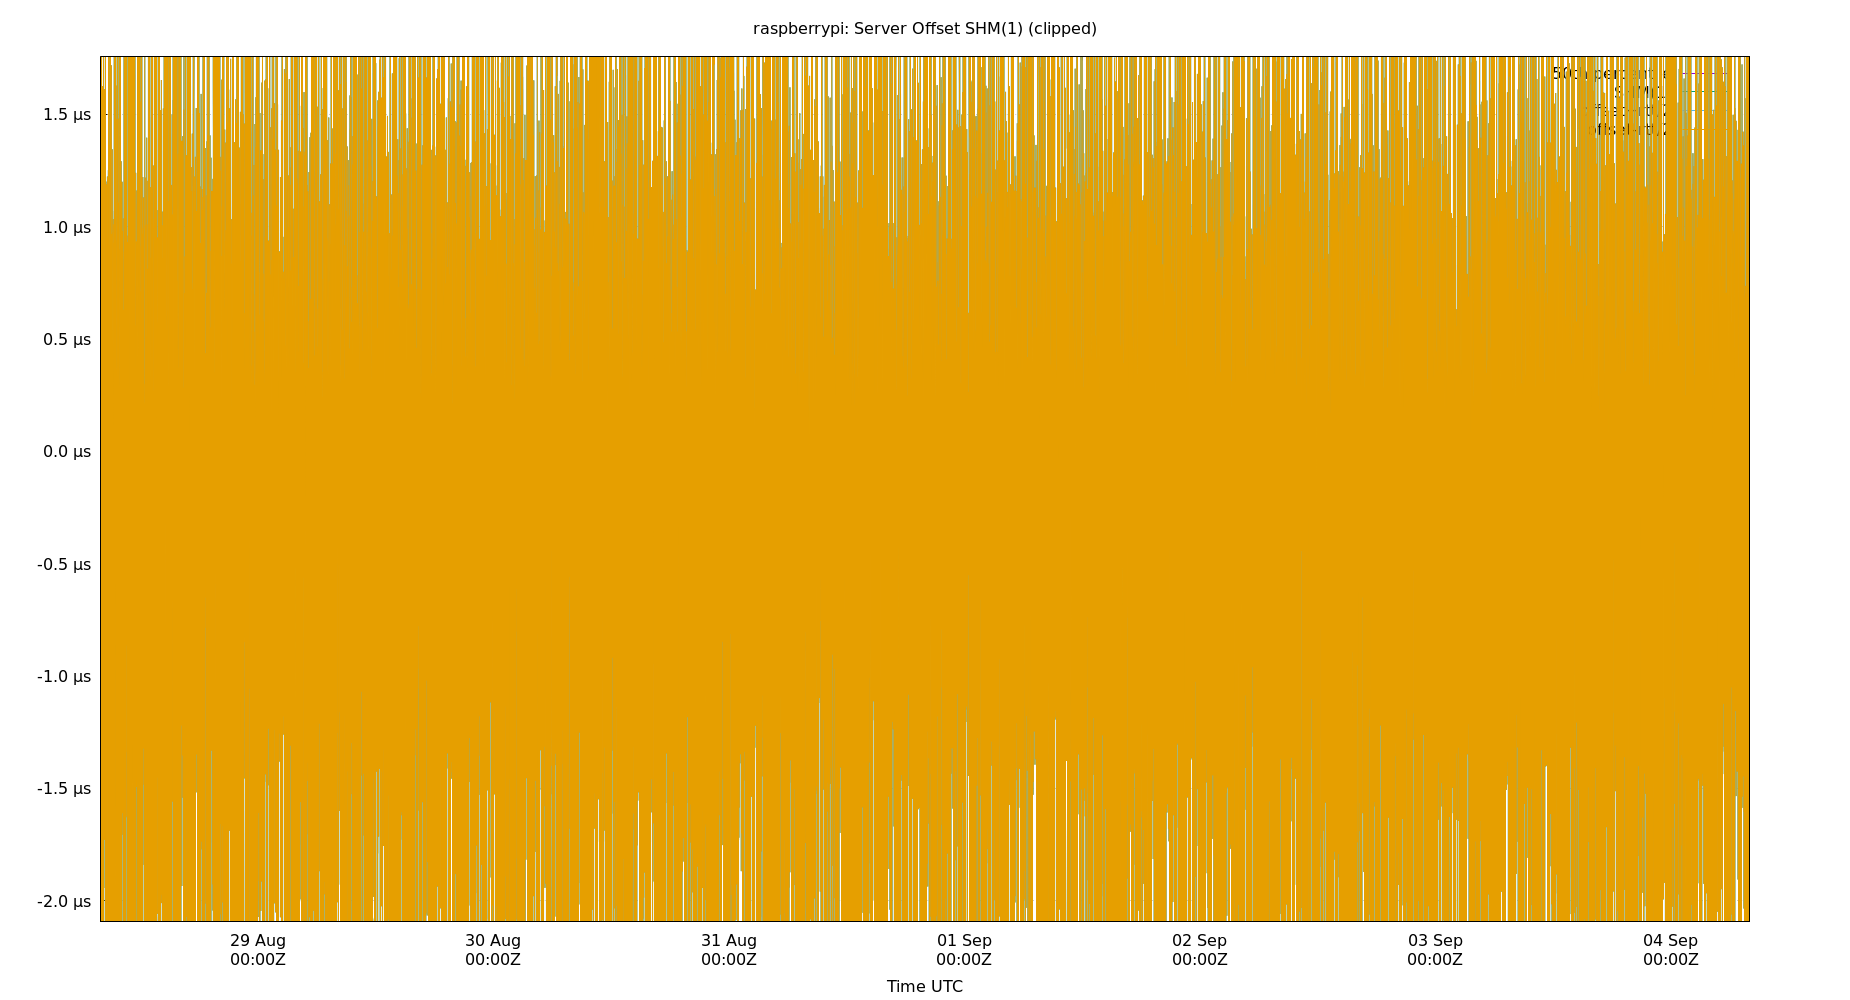 raspberrypi: Server Offset SHM(1) (clipped)
1.5 µs
1.0 µs
0.5 µs
0.0 µs
-0.5 µs
-1.0 µs
-1.5 µs
-2.0 µs
29 Aug 30 Aug 31 Aug 01 Sep 02 Sep 03 Sep 04 Sep
00:00Z 00:00Z 00:00Z 00:00Z 00:00Z 00:00Z 00:00Z
Time UTC